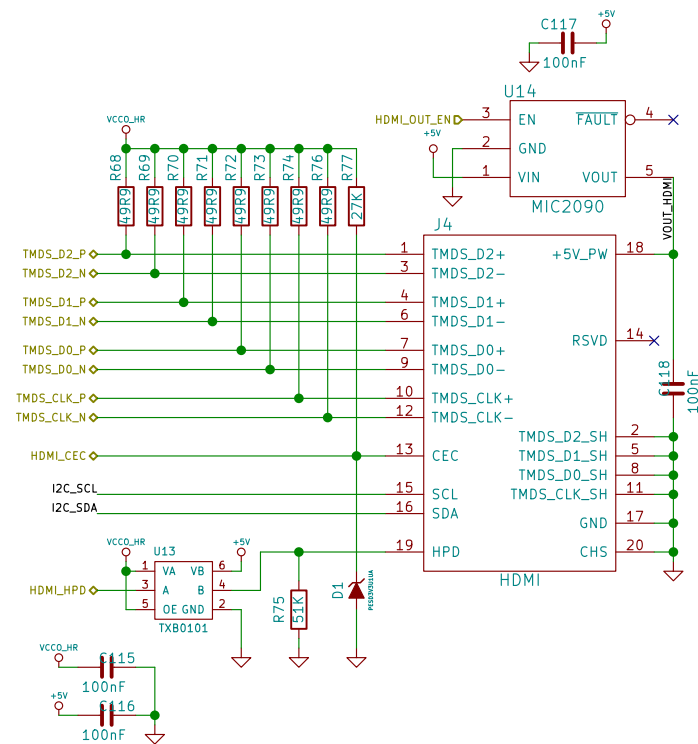 C117
+5V
100nF
U14
HDMI_OUT_EN
3 EN
FAULT 4
+5V
2 GND
1 VIN
VOUT 5
MIC2090
VOUT_HDMI
VCCO_HR
R68 R69 R70 R71 R72 R73 R74 R76 R77
49R9 49R9 49R9 49R9 49R9 49R9 49R9 49R9 27K
J4
TMDS_D2_P 1 TMDS_D2+ +5V_PW 18
TMDS_D2_N 3 TMDS_D2-
TMDS_D1_P 4 TMDS_D1+
TMDS_D1_N 6 TMDS_D1-
RSVD 14
TMDS_D0_P 7 TMDS_D0+
TMDS_D0_N 9 TMDS_D0-
C118
100nF
TMDS_CLK_P 10 TMDS_CLK+
TMDS_CLK_N 12 TMDS_CLK-
TMDS_D2_SH 2
HDMI_CEC 13 CEC TMDS_D1_SH 5
TMDS_D0_SH 8
I2C_SCL 15 SCL TMDS_CLK_SH 11
I2C_SDA 16 SDA
GND 17
19 HPD CHS 20
HDMI
VCCO_HR
U13
+5V
1 VA VB 6
HDMI_HPD 3 A B 4
5 OE GND 2
TXB0101
R75
51K
D1
PESD3V3U1UA
VCCO_HR
C115
100nF
+5V
C116
100nF